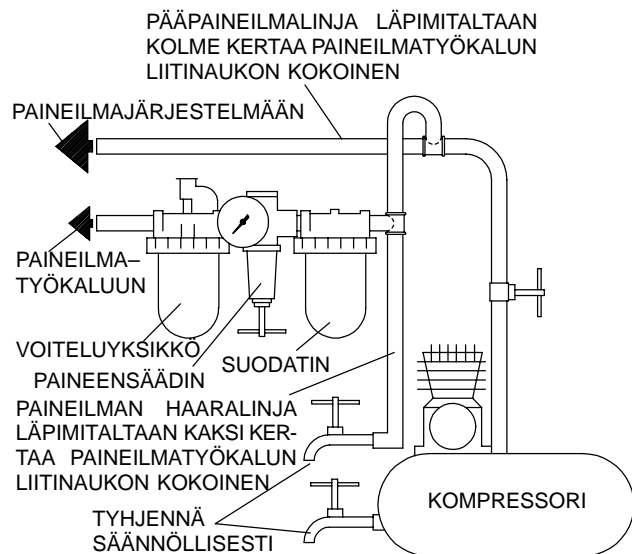 PÄÄPAINEILMALINJA LÄPIMITALTAAN
KOLME KERTAA PAINEILMATYÖKALUN
LIITINAUKON KOKOINEN
PAINEILMAJÄRJESTELMÄÄN
PAINEILMA–
TYÖKALUUN
VOITELUYKSIKKÖ
SUODATIN
PAINEENSÄÄDIN
PAINEILMAN HAARALINJA
LÄPIMITALTAAN KAKSI KER-
TAA PAINEILMATYÖKALUN
LIITINAUKON KOKOINEN
KOMPRESSORI
TYHJENNÄ
SÄÄNNÖLLISESTI